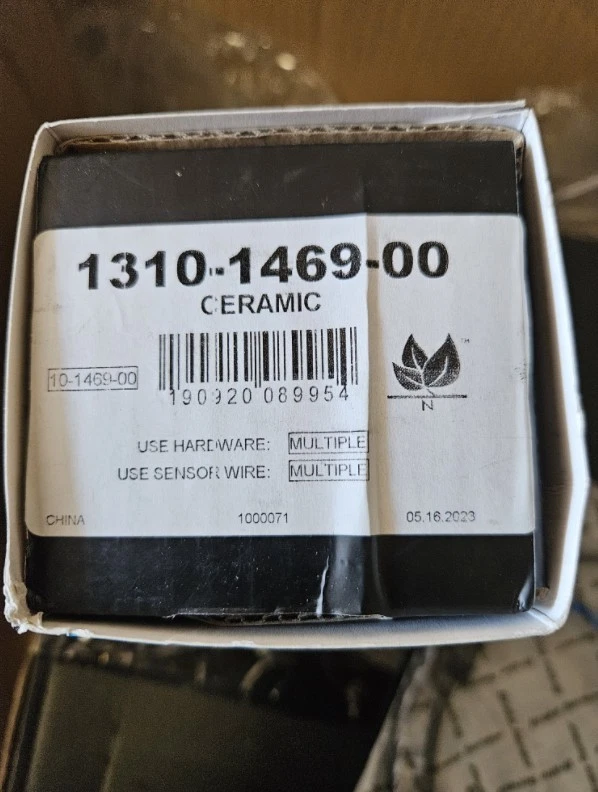 1310-1469-00
CERAMIC
10-1469-00
190920 089954
™
N
USE HARDWARE: MULTIPLE
USE SENSOR WIRE: MULTIPLE
CHINA 1000071 05.16.2023